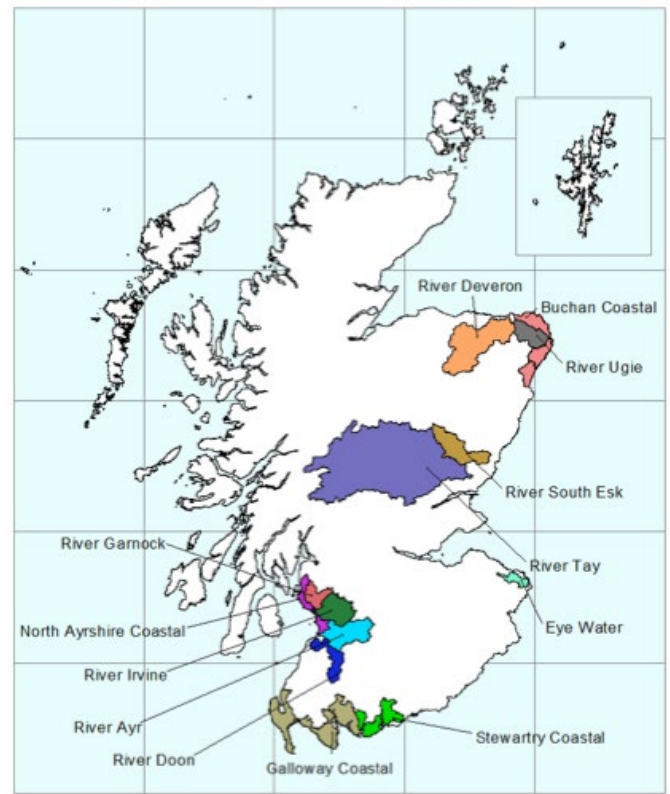 River Deveron
Buchan Coastal
River Ugie
River South Esk
River Garnock
River Tay
North Ayrshire Coastal
Eye Water
River Irvine
River Ayr
Stewartry Coastal
River Doon
Galloway Coastal